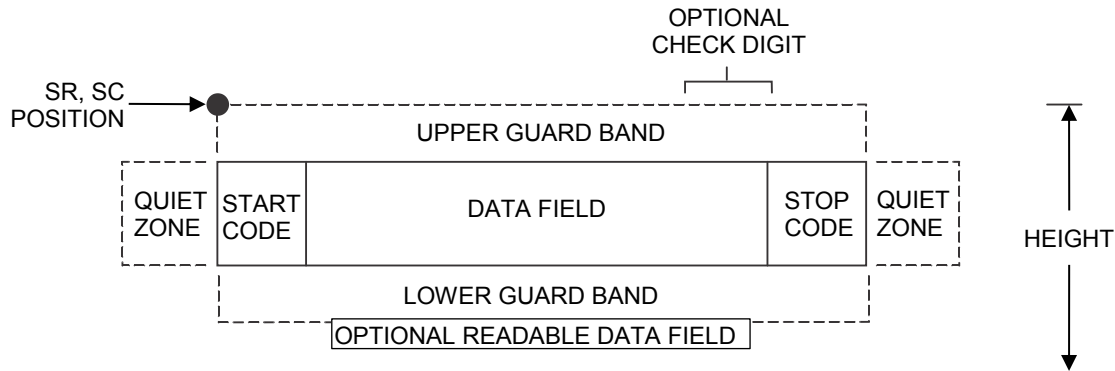 OPTIONAL
CHECK DIGIT
SR, SC
POSITION
UPPER GUARD BAND
QUIET
ZONE
START
CODE
DATA FIELD
STOP
CODE
QUIET
ZONE
HEIGHT
LOWER GUARD BAND
OPTIONAL READABLE DATA FIELD